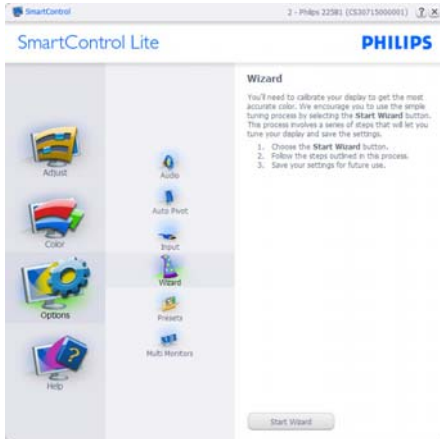 SmartControl
2 - Philips 225B1 (CS30715000001)
? X
SmartControl Lite
PHILIPS
Adjust
Color
Options
Help
Audio
Auto Pivot
Input
Wizard
Presets
Multi Monitors
Wizard
You'll need to calibrate your display to get the most
accurate color. We encourage you to use the simple
tuning process by selecting the Start Wizard button.
This process involves a series of steps that will let you
tune your display and save the settings.
1. Choose the Start Wizard button.
2. Follow the steps outlined in the process.
3. Save your settings for future use.
Start Wizard